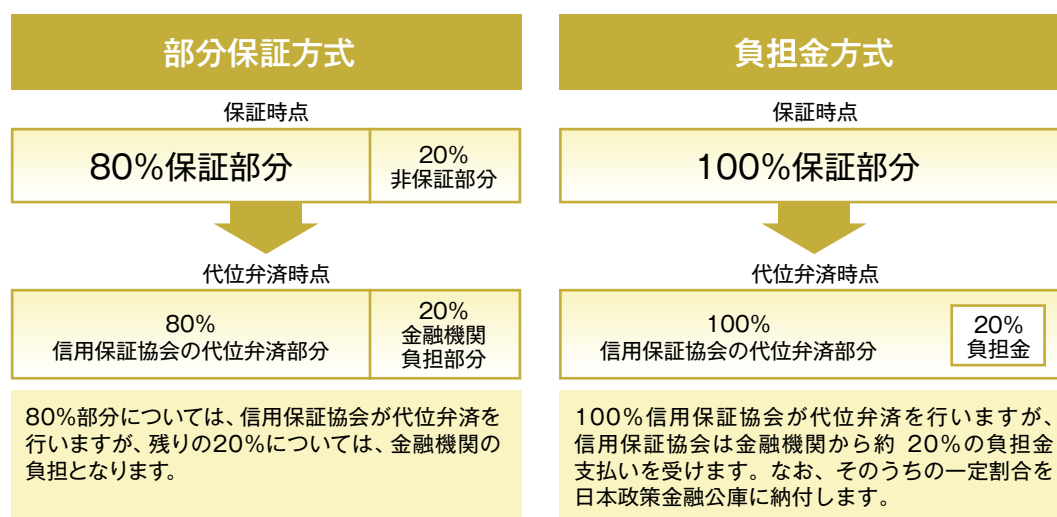 部分保証方式
保証時点
80%保証部分
20%
非保証部分
代位弁済時点
80%
信用保証協会の代位弁済部分
20%
金融機関
負担部分
80%部分については、信用保証協会が代位弁済を
行いますが、残りの20%については、金融機関の
負担となります。
負担金方式
保証時点
100%保証部分
代位弁済時点
100%
信用保証協会の代位弁済部分
20%
負担金
100%信用保証協会が代位弁済を行いますが、
信用保証協会は金融機関から約 20%の負担金
支払いを受けます。なお、そのうちの一定割合を
日本政策金融公庫に納付します。